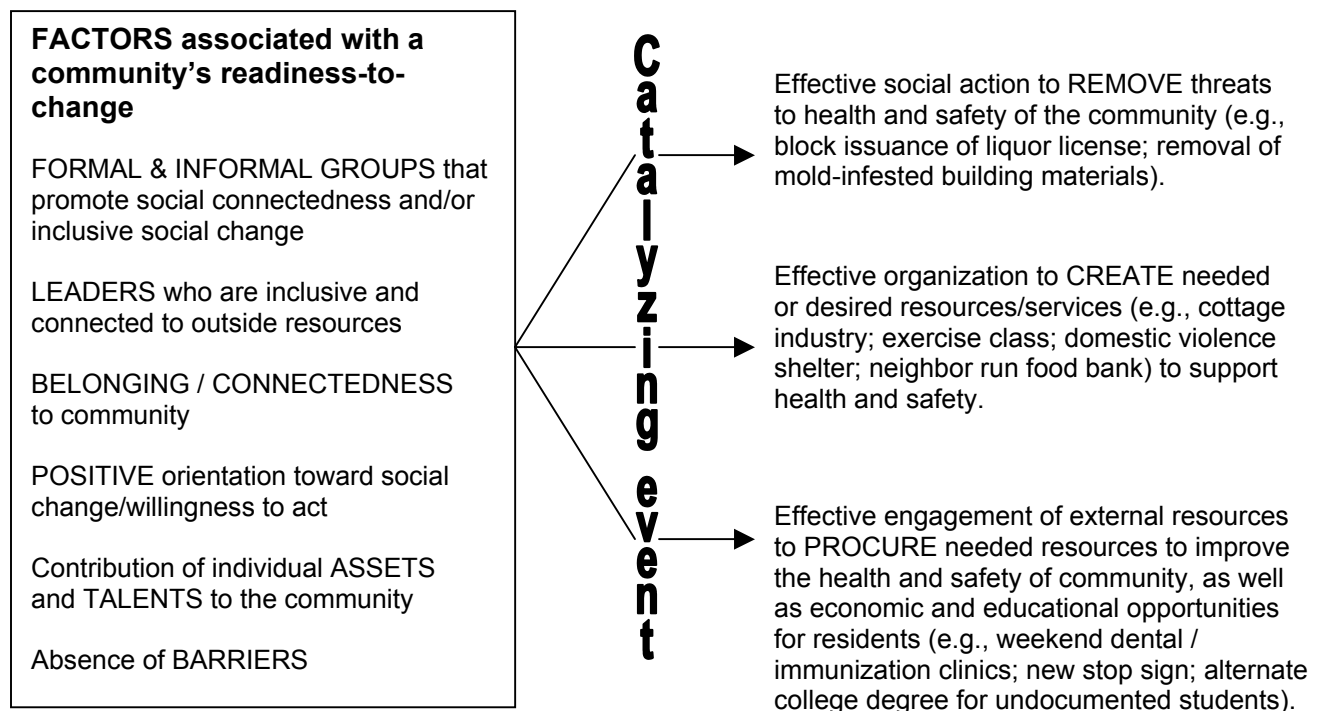 FACTORS associated with a
community’s readiness-to-
change
FORMAL & INFORMAL GROUPS that
promote social connectedness and/or
inclusive social change
LEADERS who are inclusive and
connected to outside resources
BELONGING / CONNECTEDNESS
to community
POSITIVE orientation toward social
change/willingness to act
Contribution of individual ASSETS
and TALENTS to the community
Absence of BARRIERS
Catalyzing event
Effective social action to REMOVE threats
to health and safety of the community (e.g.,
block issuance of liquor license; removal of
mold-infested building materials).
Effective organization to CREATE needed
or desired resources/services (e.g., cottage
industry; exercise class; domestic violence
shelter; neighbor run food bank) to support
health and safety.
Effective engagement of external resources
to PROCURE needed resources to improve
the health and safety of community, as well
as economic and educational opportunities
for residents (e.g., weekend dental /
immunization clinics; new stop sign; alternate
college degree for undocumented students).